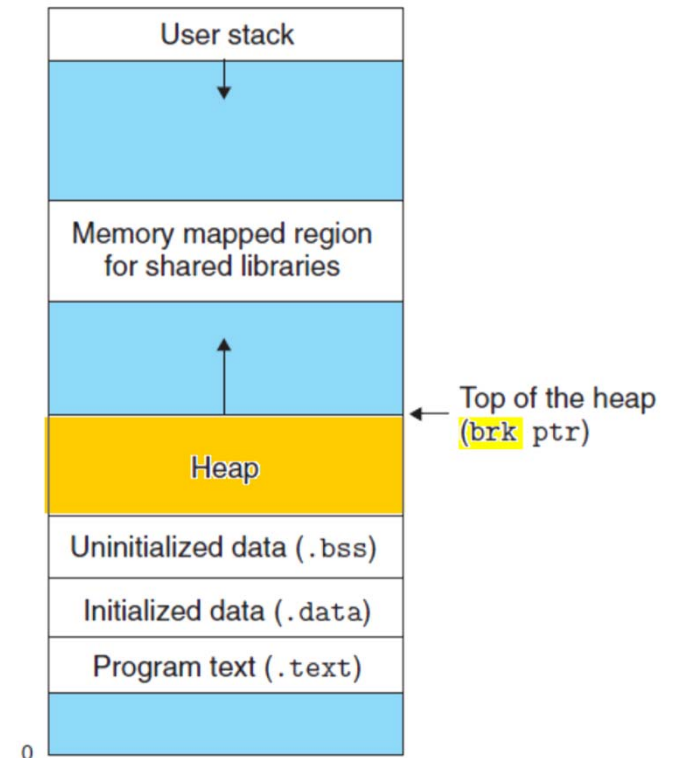 User stack
Memory mapped region
for shared libraries
Top of the heap
(brk ptr)
Heap
Uninitialized data (.bss)
Initialized data (.data)
Program text (.text)
0